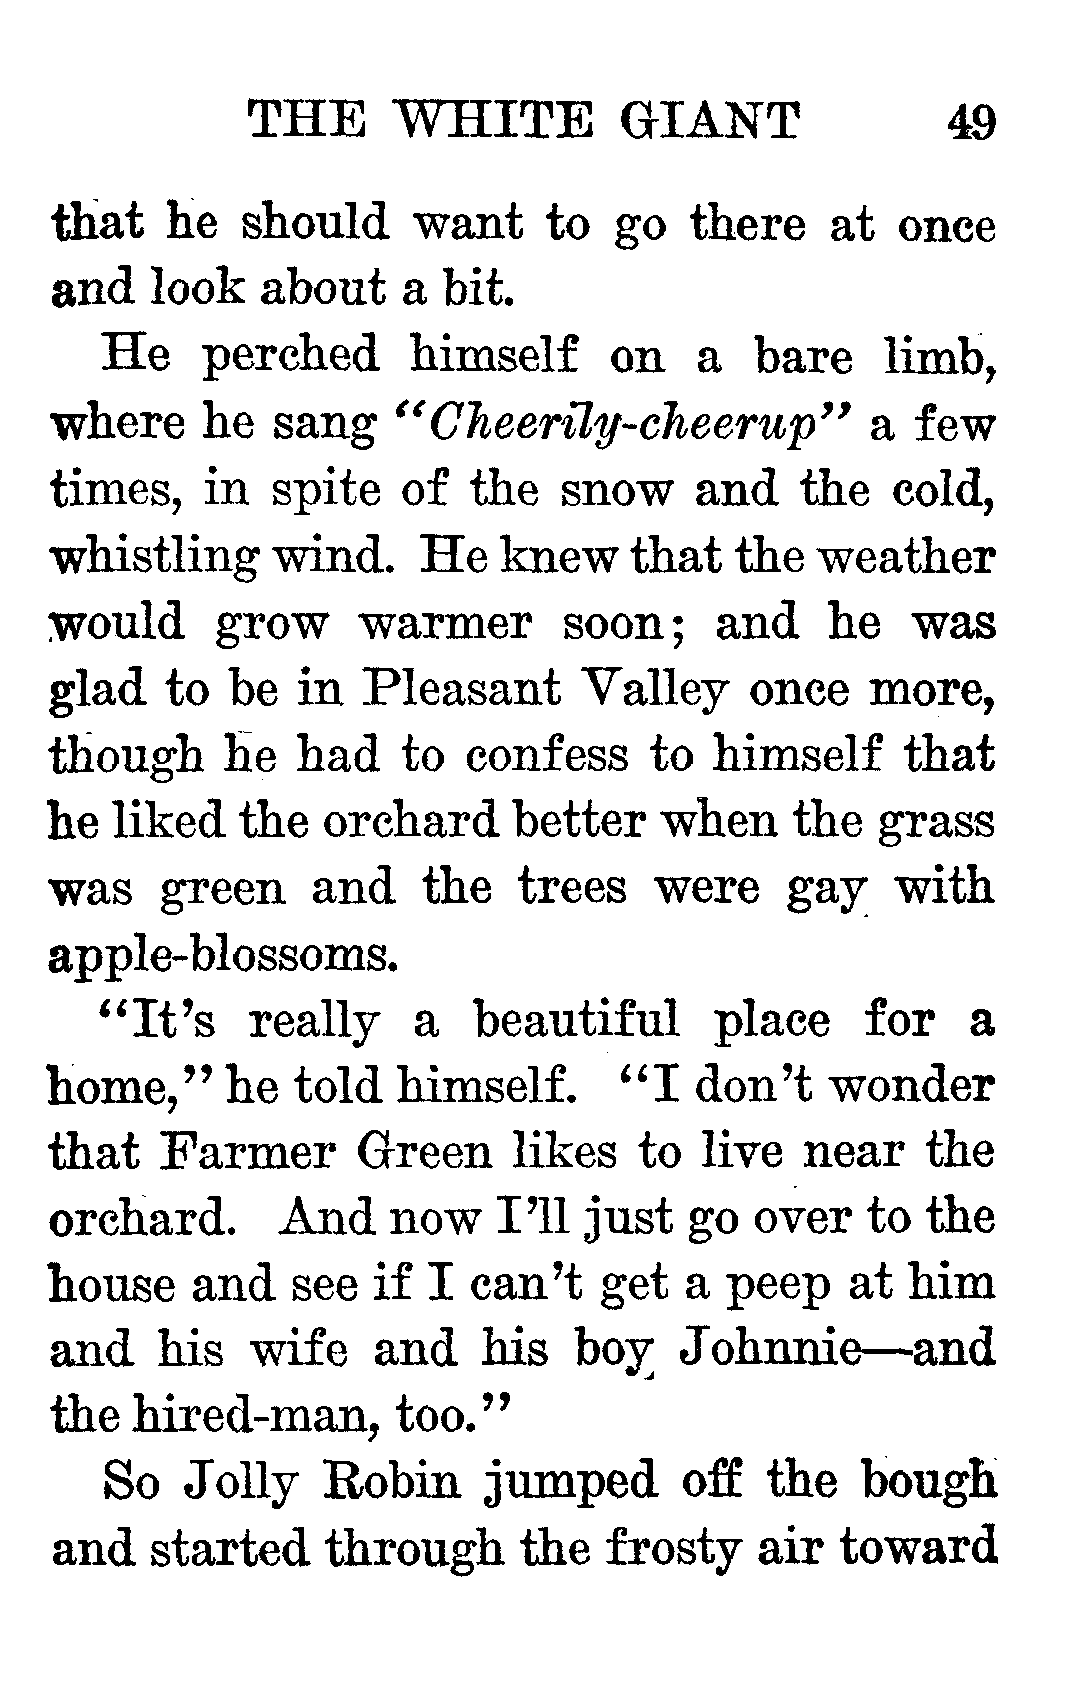 THE WHITE GIANT 49
that he should want to go there at once
and look about a bit.
He perched himself on a bare limb,
where he sang "Cheerily-cheerup" a few
times, in spite of the snow and the cold,
whistling wind. He knew that the weather
would grow warmer soon; and he was
glad to be in Pleasant Valley once more,
though he had to confess to himself that
he liked the orchard better when the grass
was green and the trees were gay with
apple-blossoms.
"It's really a beautiful place for a
home," he told himself. "I don't wonder
that Farmer Green likes to live near the
orchard. And now I'll just go over to the
house and see if I can't get a peep at him
and his wife and his boy Johnnie—and
the hired-man, too."
So Jolly Robin jumped off the bough
and started through the frosty air toward